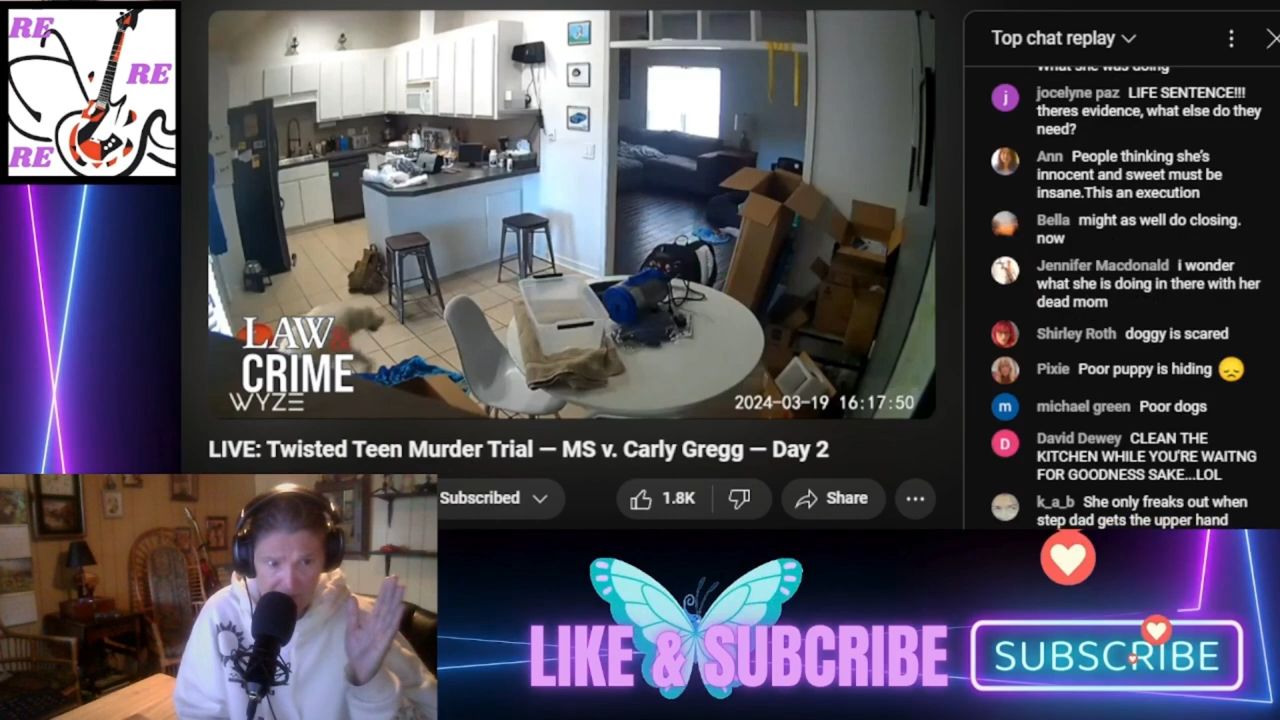 RE
RE
RE
LAW&
CRIME
WYZE
2024-03-19 16:17:50
LIVE: Twisted Teen Murder Trial — MS v. Carly Gregg — Day 2
Subscribed
1.8K
Share
Top chat replay
what she was doing
j
jocelyne paz LIFE SENTENCE!!!
theres evidence, what else do they
need?
Ann People thinking she's
innocent and sweet must be
insane.This an execution
Bella might as well do closing.
now
Jennifer Macdonald i wonder
what she is doing in there with her
dead mom
Shirley Roth doggy is scared
Pixie Poor puppy is hiding 😞
m
michael green Poor dogs
D
David Dewey CLEAN THE
KITCHEN WHILE YOU'RE WAITNG
FOR GOODNESS SAKE...LOL
k_a_b She only freaks out when
step dad gets the upper hand
LIKE & SUBCRIBE
SUBSCRIBE